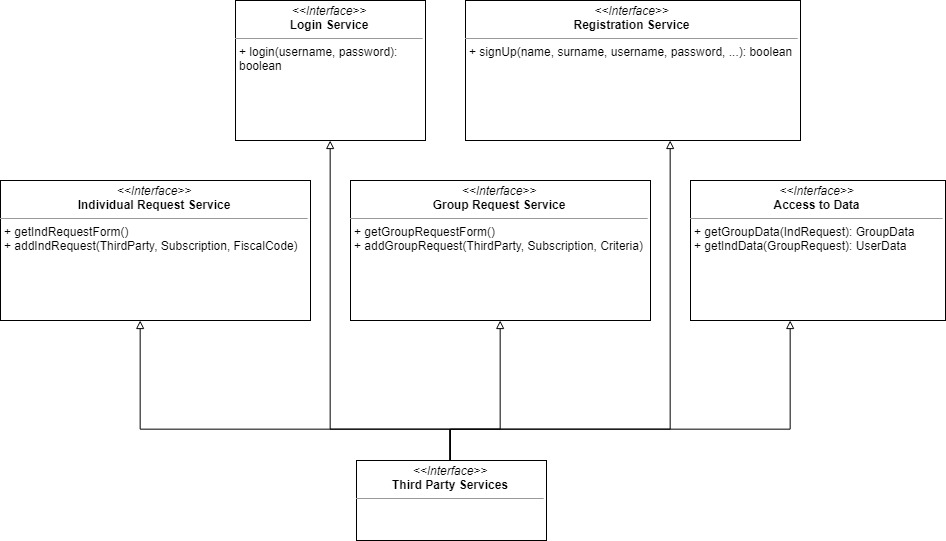 <<Interface>>
Login Service
+ login(username, password):
boolean
<<Interface>>
Registration Service
+ signUp(name, surname, username, password, ...): boolean
<<Interface>>
Individual Request Service
+ getIndRequestForm()
+ addIndRequest(ThirdParty, Subscription, FiscalCode)
<<Interface>>
Group Request Service
+ getGroupRequestForm()
+ addGroupRequest(ThirdParty, Subscription, Criteria)
<<Interface>>
Access to Data
+ getGroupData(IndRequest): GroupData
+ getIndData(GroupRequest): UserData
<<Interface>>
Third Party Services